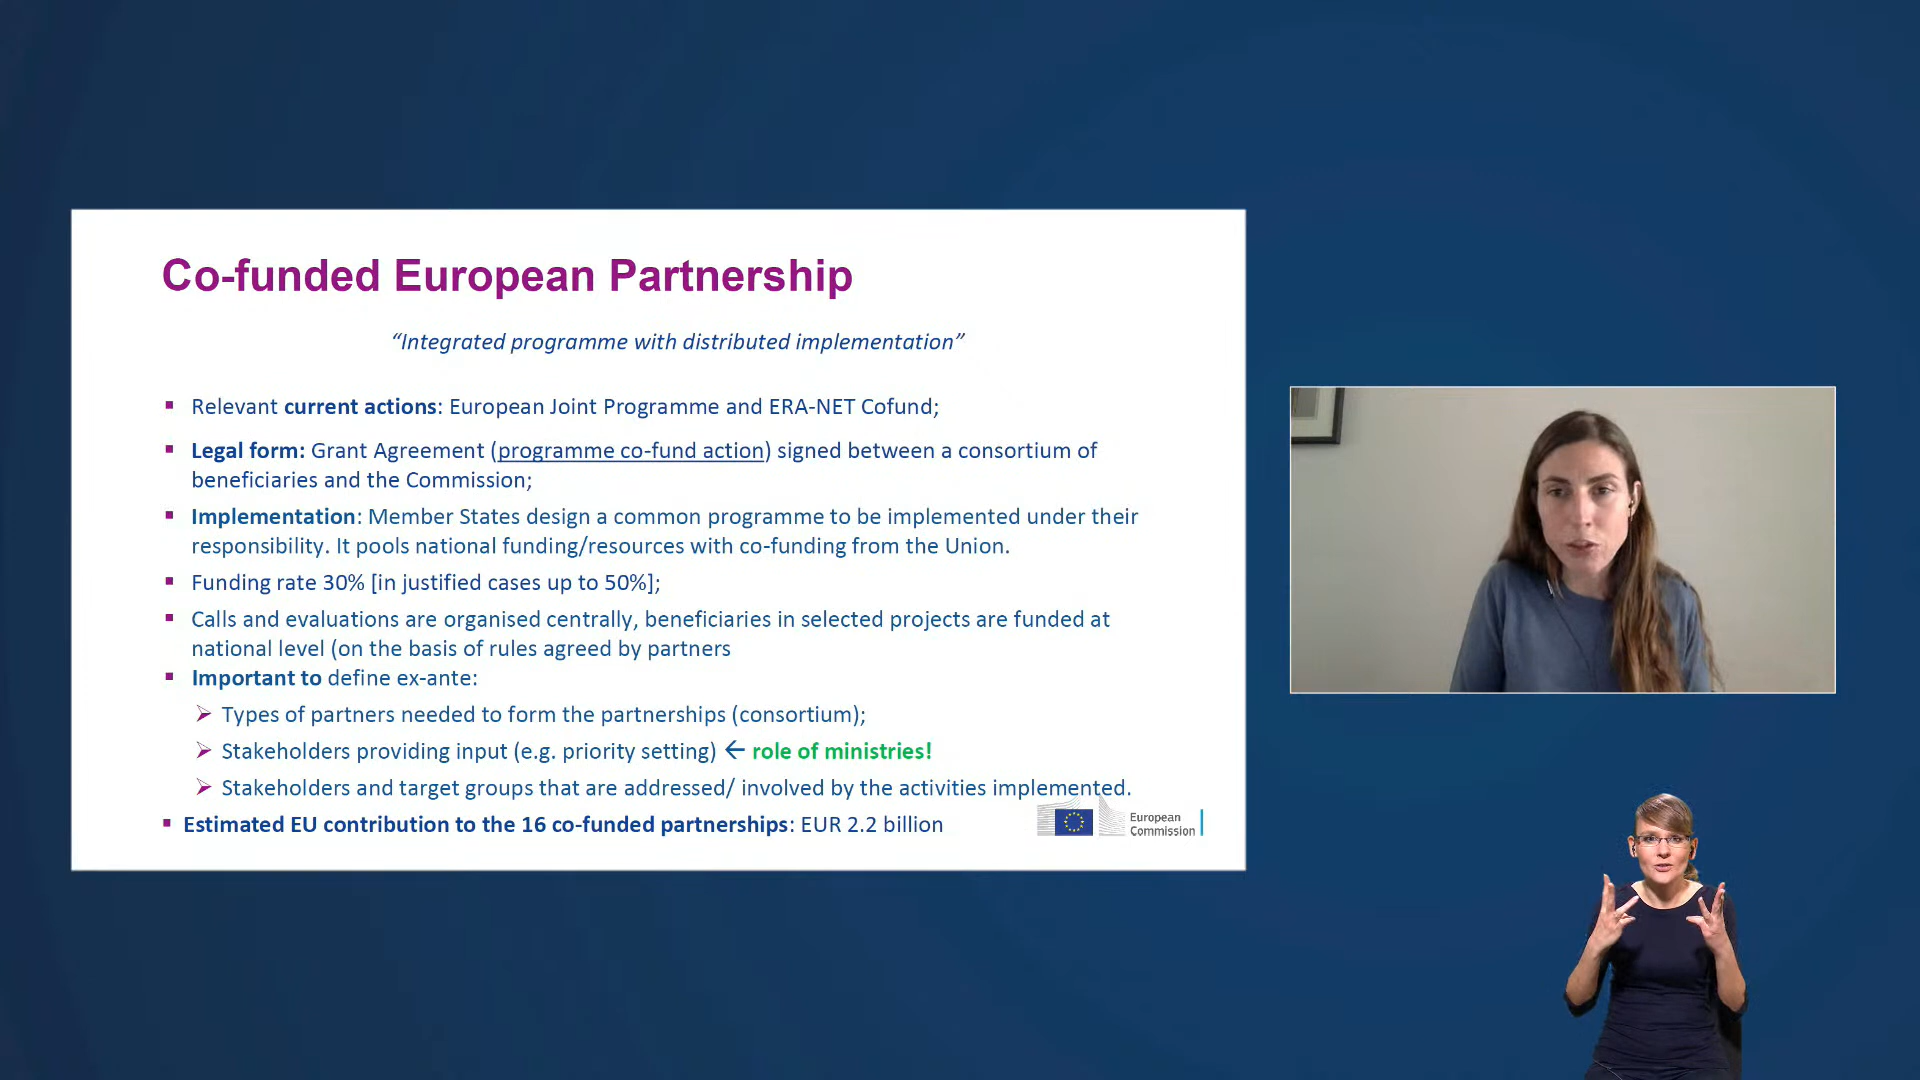 Co-funded European Partnership
“Integrated programme with distributed implementation”
▪ Relevant current actions: European Joint Programme and ERA-NET Cofund;
▪ Legal form: Grant Agreement (programme co-fund action) signed between a consortium of
beneficiaries and the Commission;
▪ Implementation: Member States design a common programme to be implemented under their
responsibility. It pools national funding/resources with co-funding from the Union.
▪ Funding rate 30% [in justified cases up to 50%];
▪ Calls and evaluations are organised centrally, beneficiaries in selected projects are funded at
national level (on the basis of rules agreed by partners
▪ Important to define ex-ante:
➢ Types of partners needed to form the partnerships (consortium);
➢ Stakeholders providing input (e.g. priority setting) ← role of ministries!
➢ Stakeholders and target groups that are addressed/ involved by the activities implemented.
▪ Estimated EU contribution to the 16 co-funded partnerships: EUR 2.2 billion
European
Commission